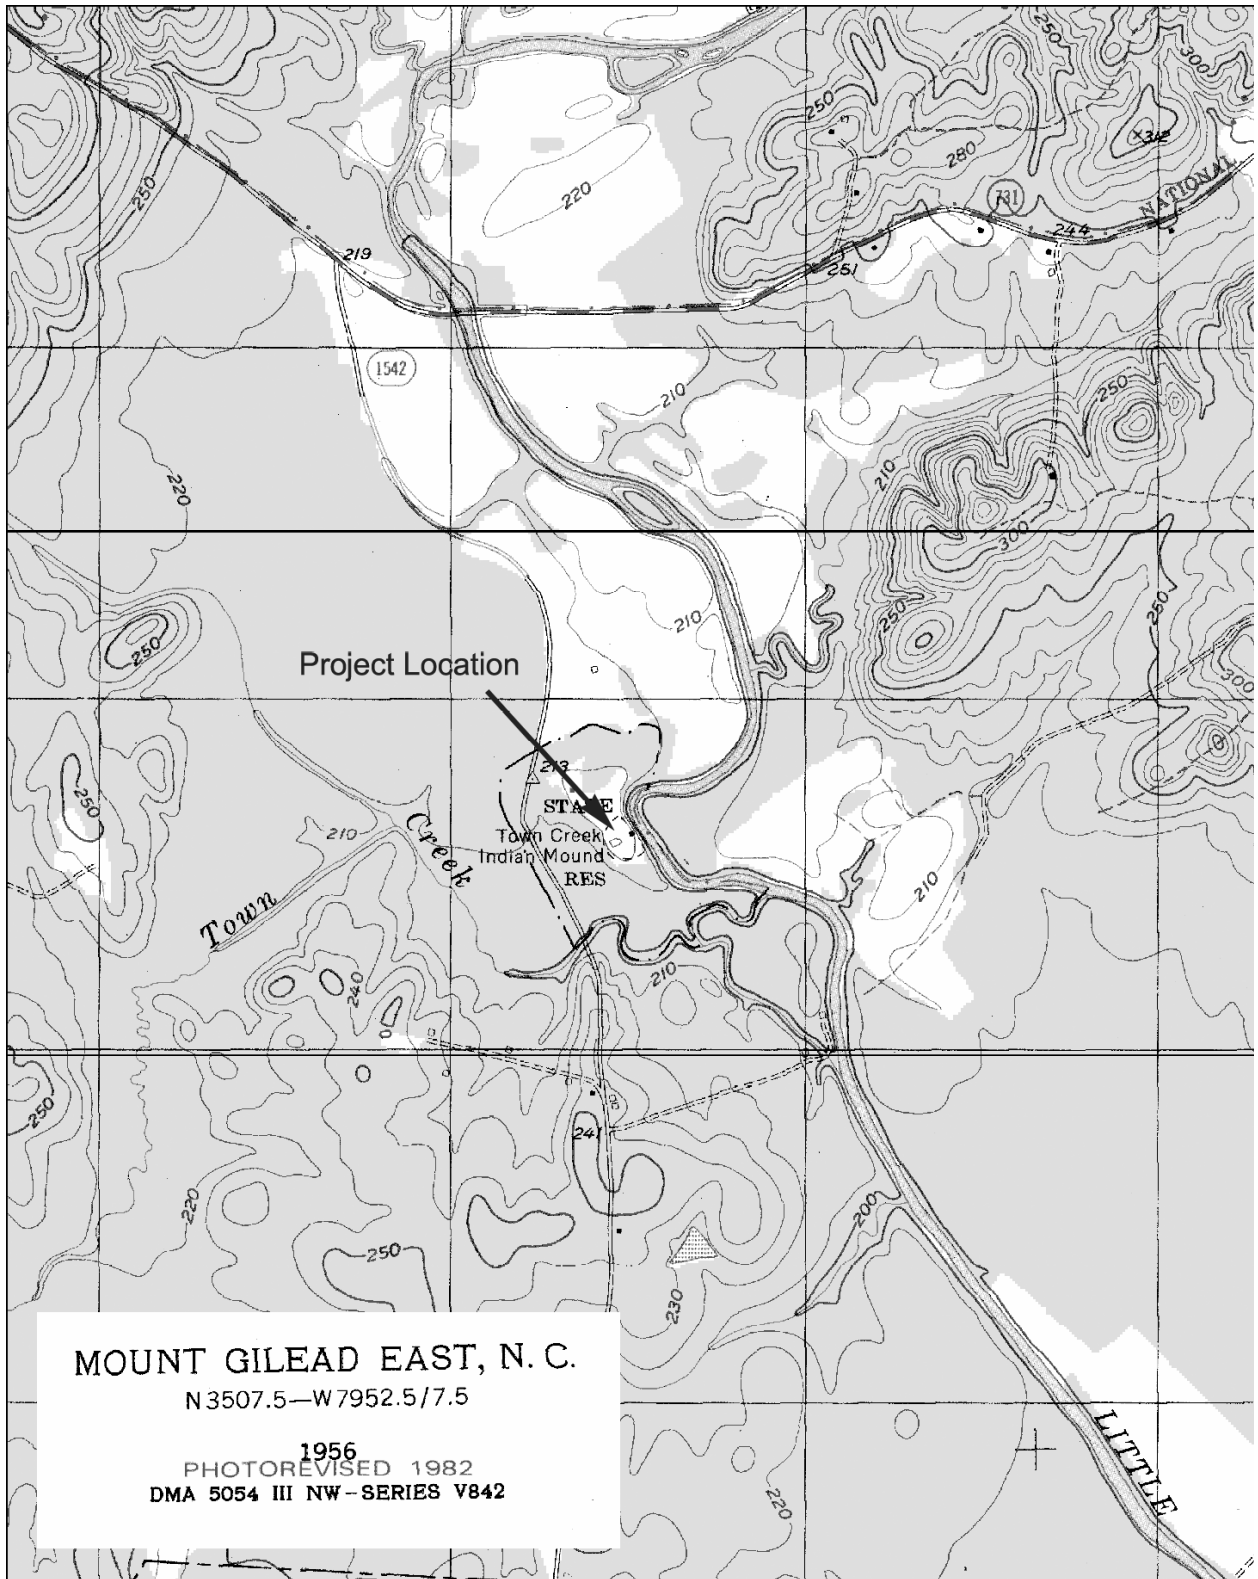 250
300
250
×312
280
NATIONAL
250
220
731
244
219
251
1542
210
250
220
210
300
250
210
250
250
Project Location
300
213
STATE
Town Creek
Indian Mound
RES
250
210
Creek
Town
210
240
210
250
241
220
200
250
230
MOUNT GILEAD EAST, N. C.
N3507.5—W7952.5/7.5
1956
PHOTOREVISED 1982
DMA 5054 III NW-SERIES V842
LITTLE
220